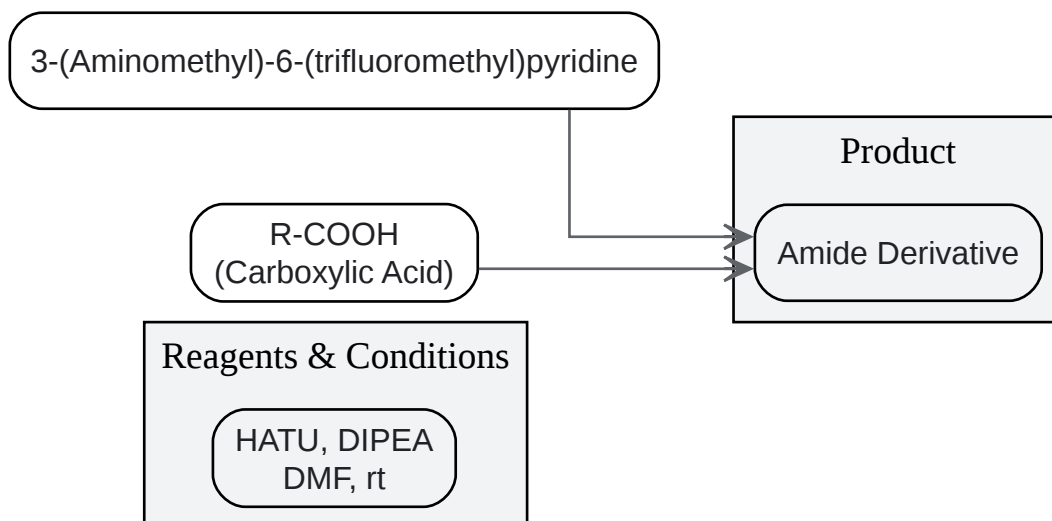 3-(Aminomethyl)-6-(trifluoromethyl)pyridine
Product
Amide Derivative
R-COOH
(Carboxylic Acid)
Reagents & Conditions
HATU, DIPEA
DMF, rt